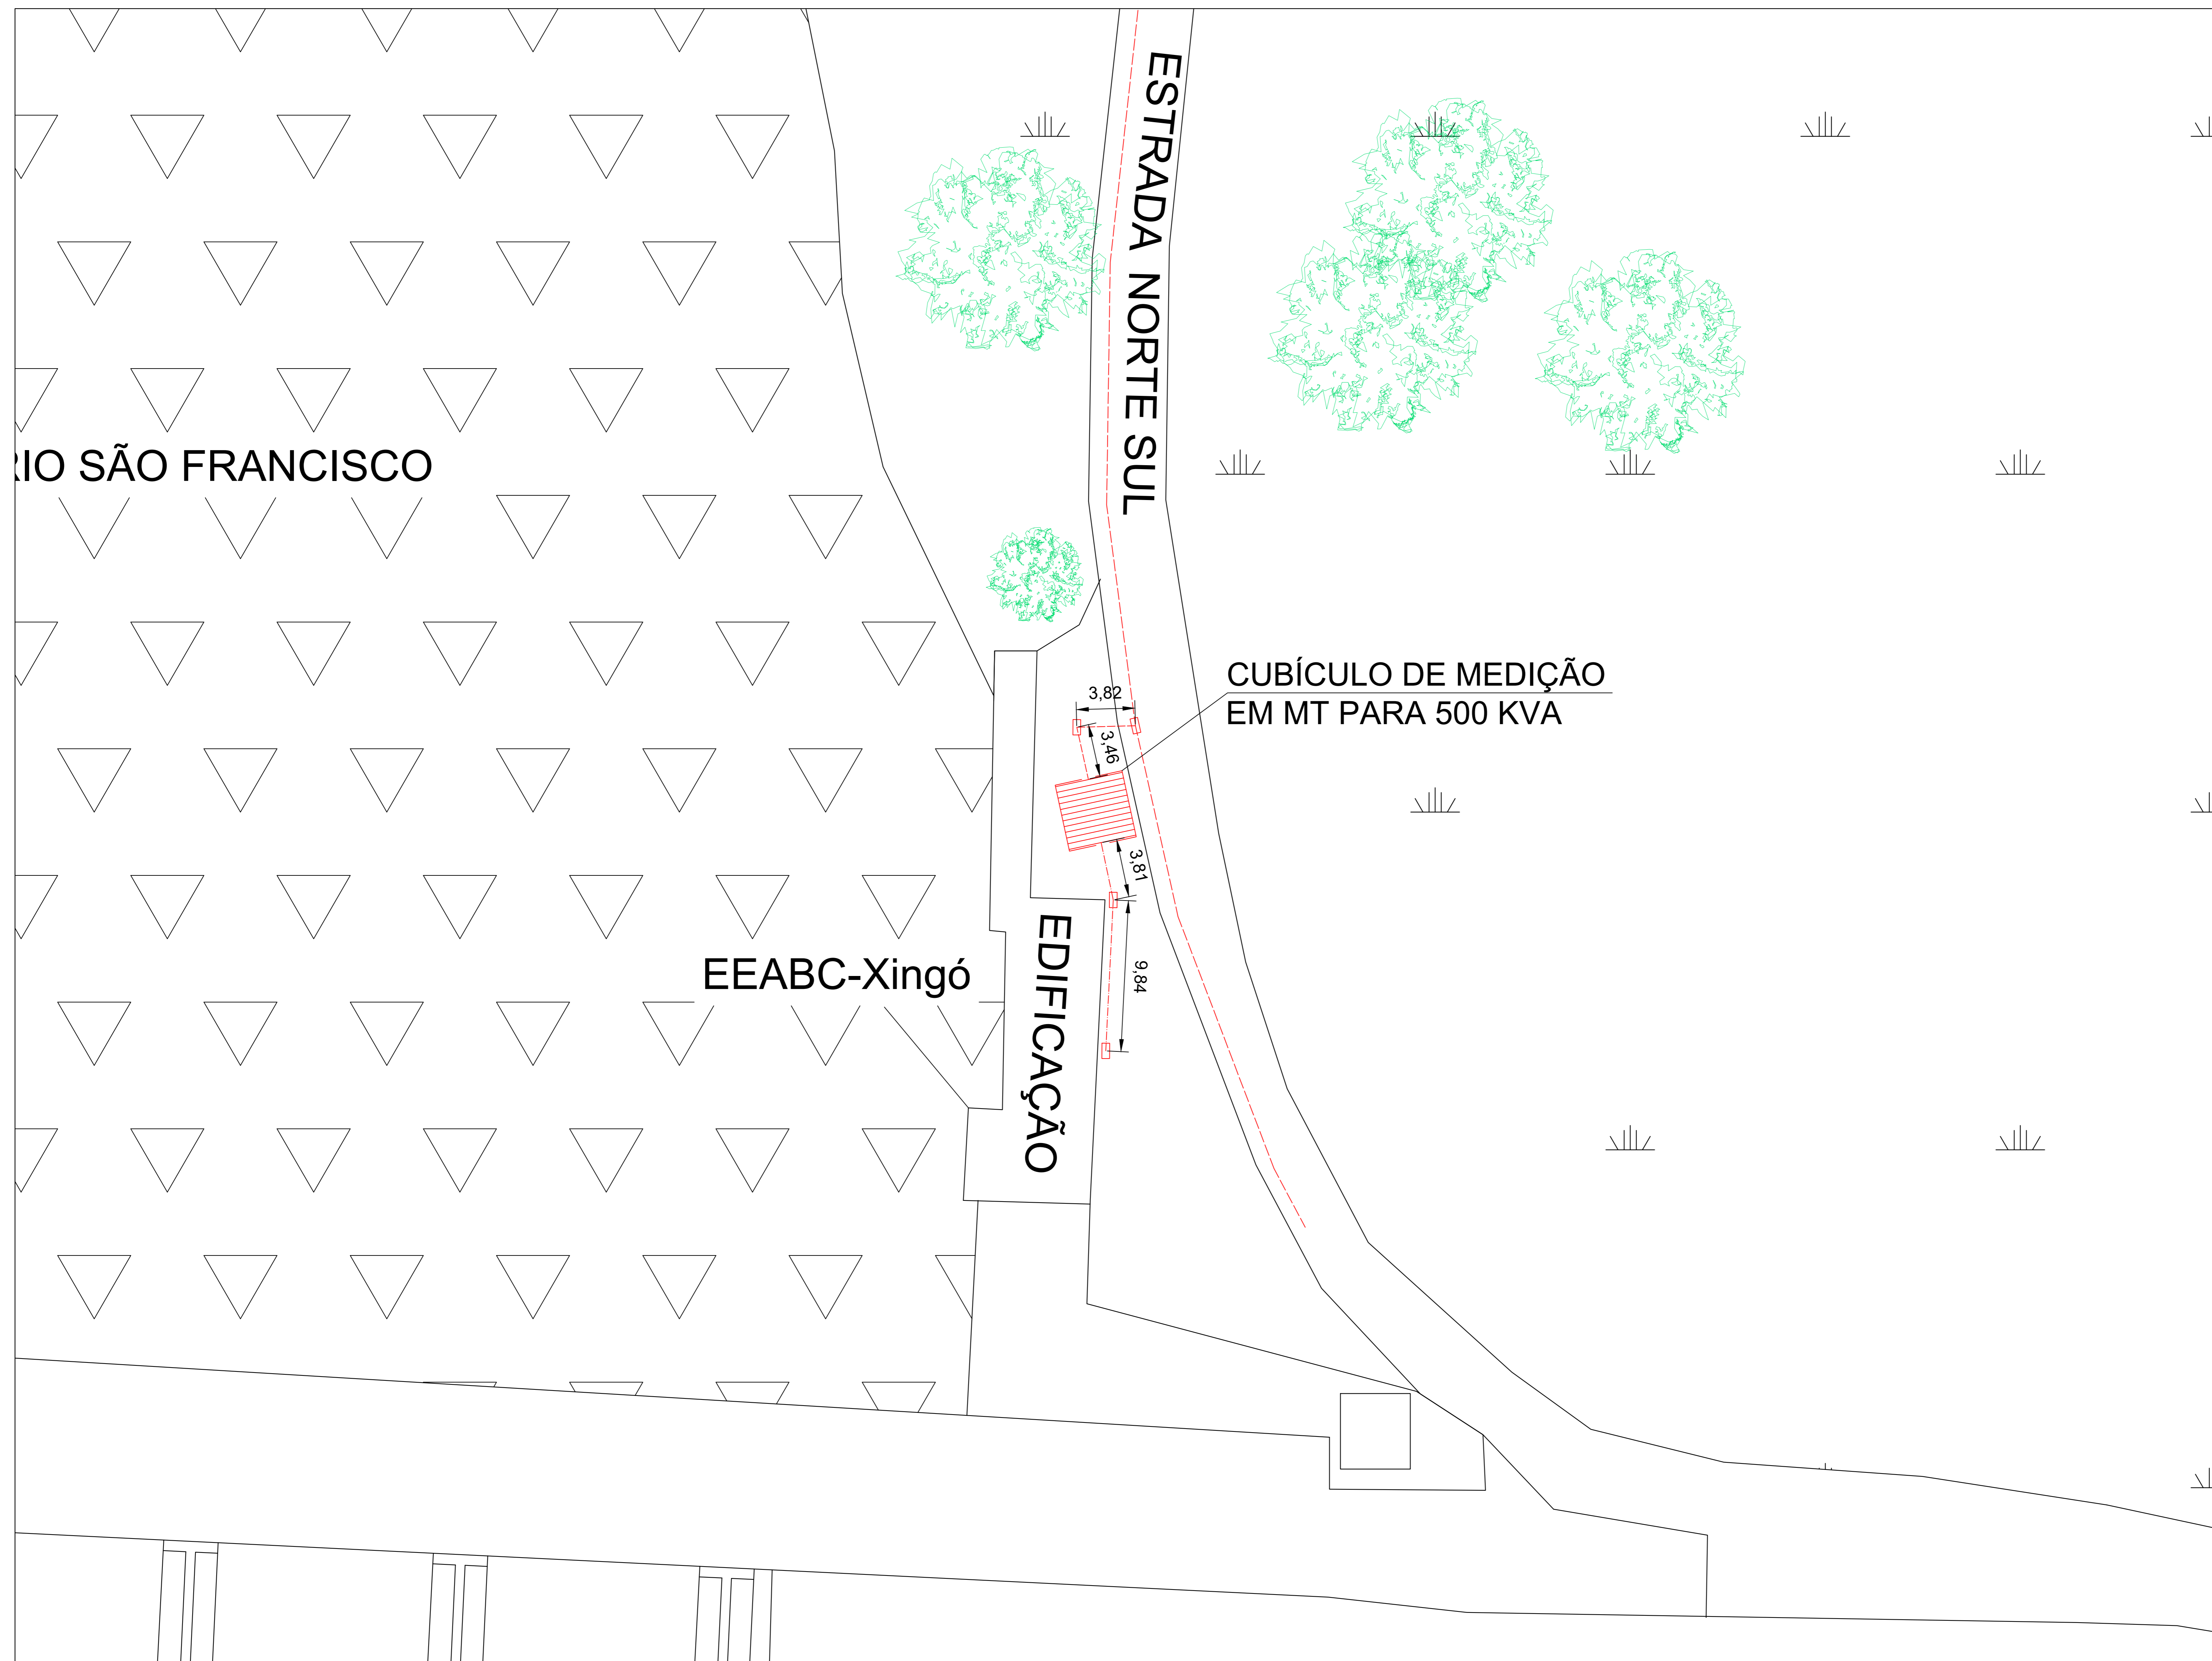 ESTRADA NORTE SUL
RIO SÃO FRANCISCO
CUBÍCULO DE MEDIÇÃO
EM MT PARA 500 KVA
3,82
3,46
3,81
9,84
EEABC-Xingó
EDIFICAÇÃO